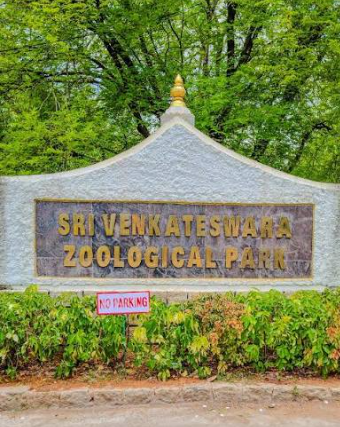 SRI VENKATESWARA
ZOOLOGICAL PARK
NO PARKING